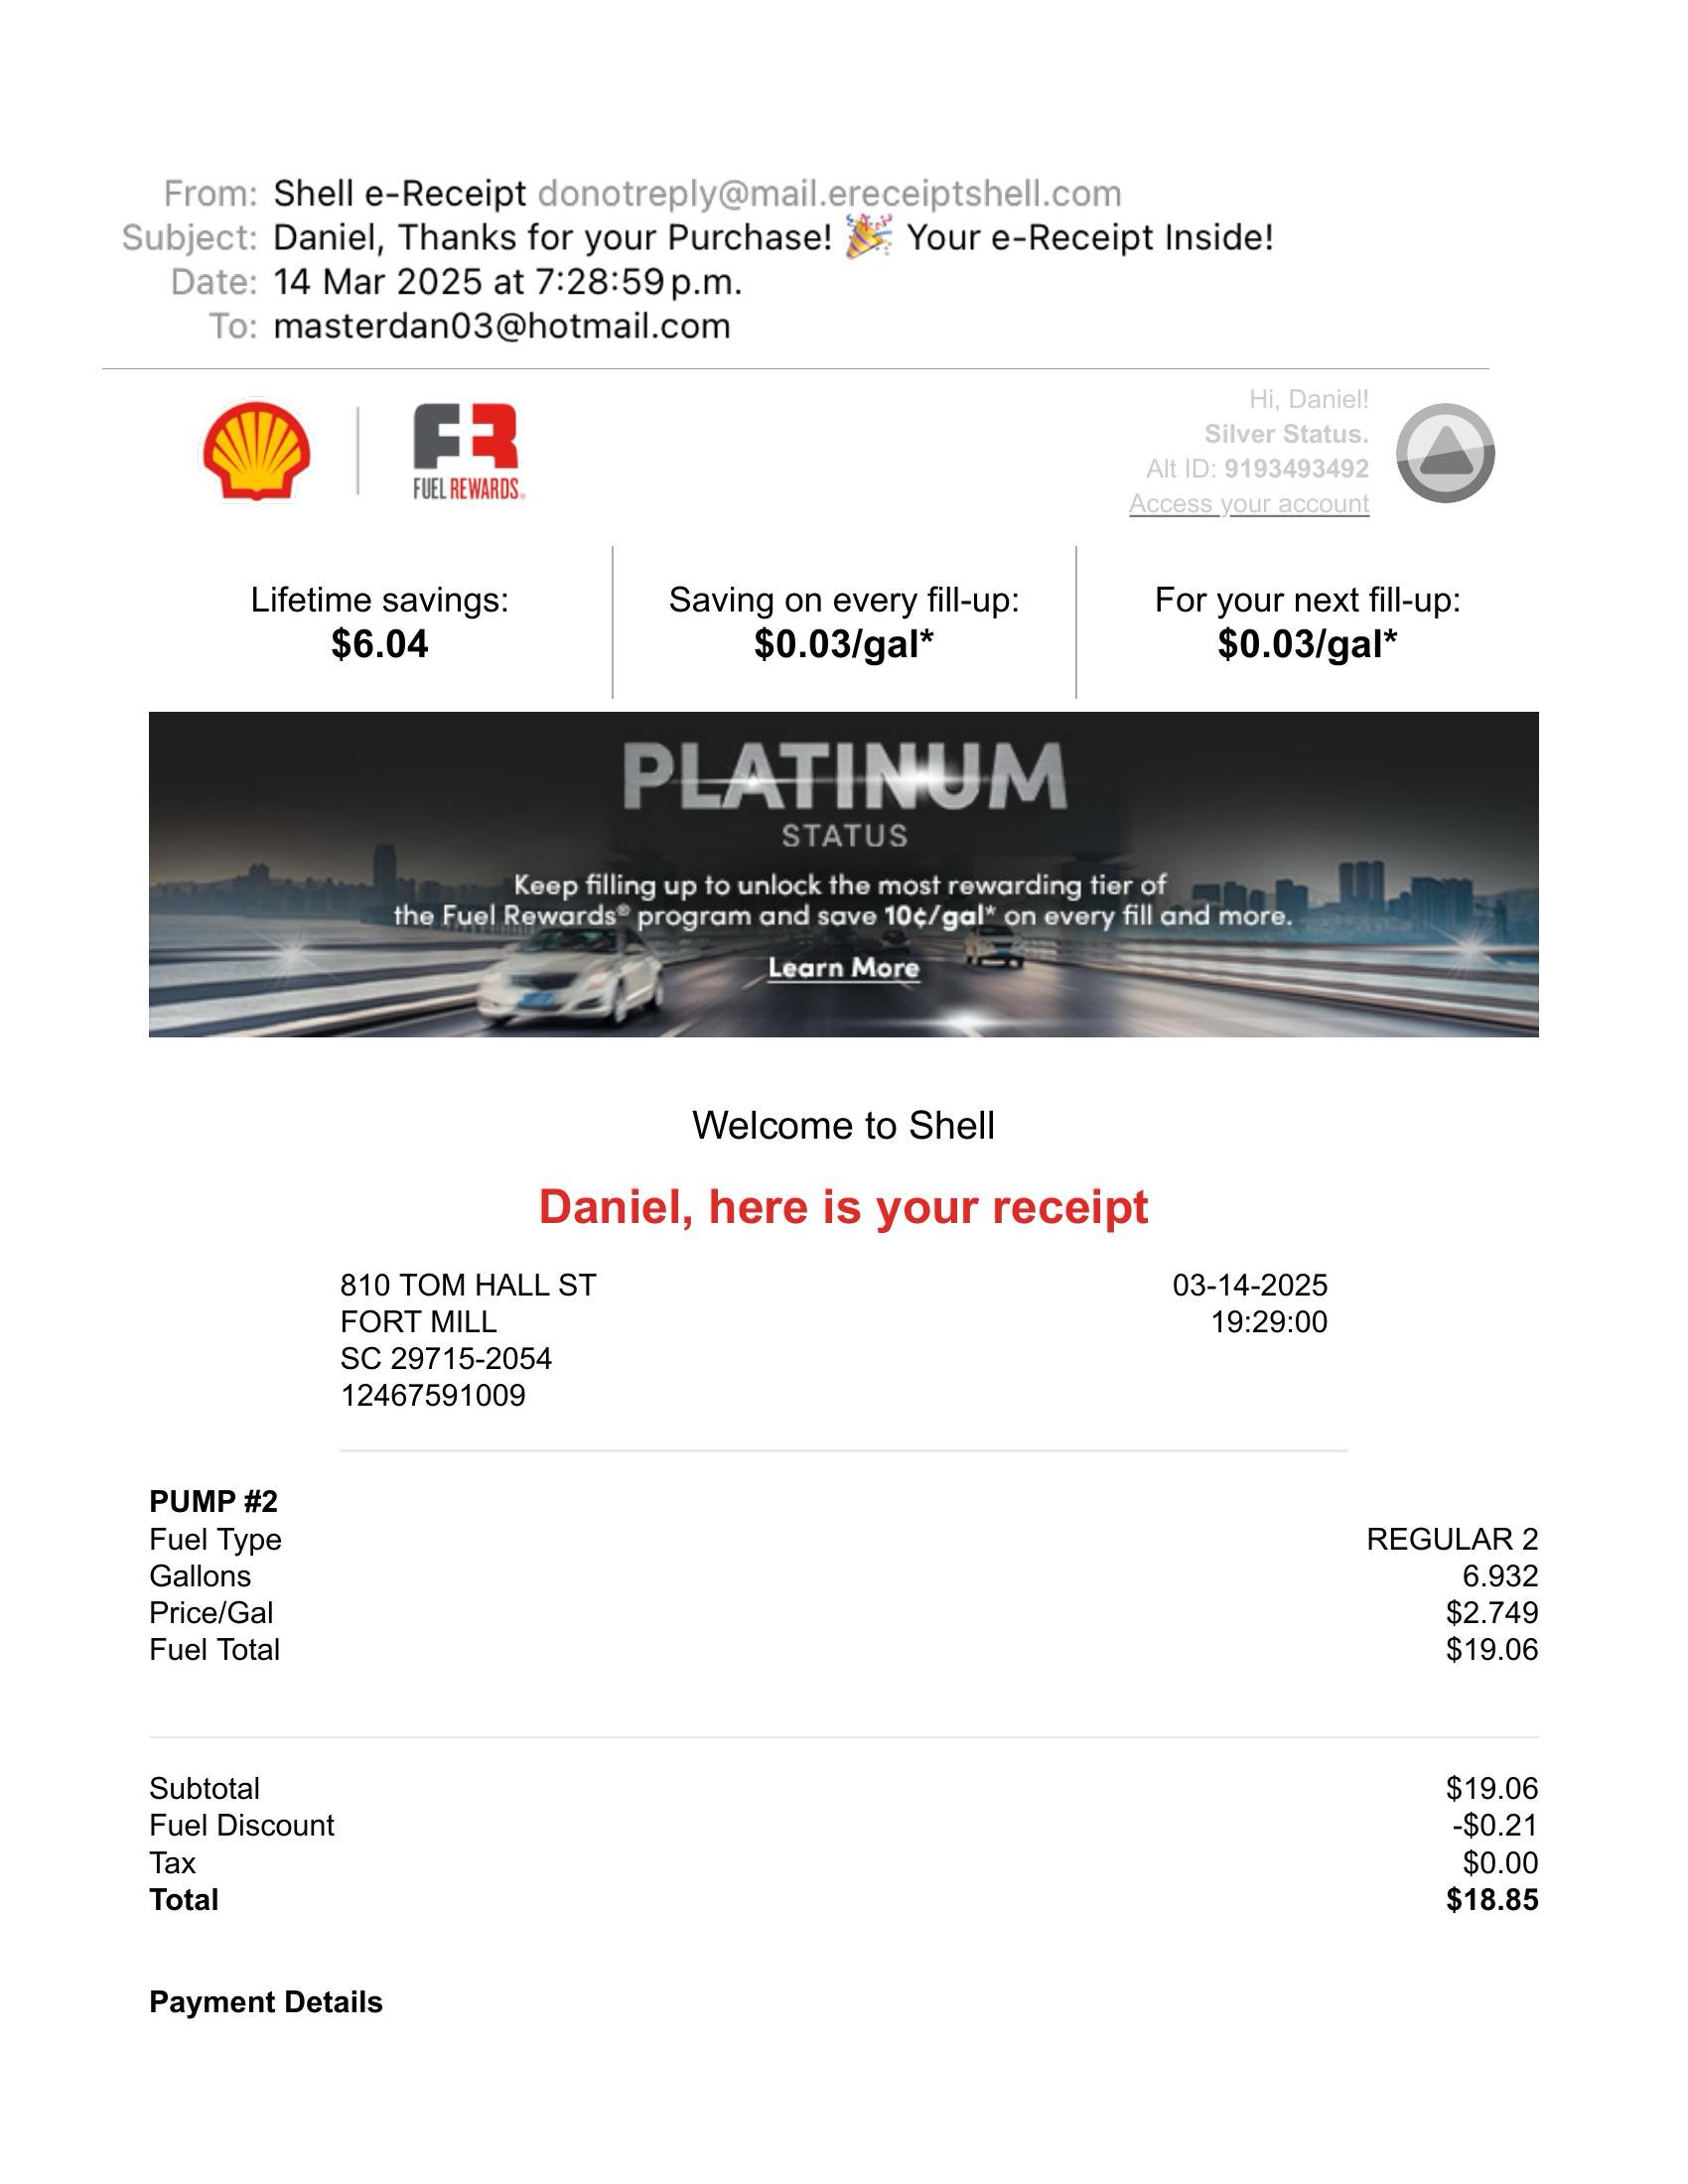 From: Shell e-Receipt donotreply@mail.ereceiptshell.com
Subject: Daniel, Thanks for your Purchase! 🎉 Your e-Receipt Inside!
Date: 14 Mar 2025 at 7:28:59 p.m.
To: masterdan03@hotmail.com
FUEL REWARDS®
Hi, Daniel!
Silver Status.
Alt ID: 9193493492
Access your account
Lifetime savings:
$6.04
Saving on every fill-up:
$0.03/gal*
For your next fill-up:
$0.03/gal*
PLATINUM
STATUS
Keep filling up to unlock the most rewarding tier of
the Fuel Rewards® program and save 10¢/gal* on every fill and more.
Learn More
Welcome to Shell
Daniel, here is your receipt
810 TOM HALL ST 03-14-2025
FORT MILL 19:29:00
SC 29715-2054
12467591009
PUMP #2
Fuel Type REGULAR 2
Gallons 6.932
Price/Gal $2.749
Fuel Total $19.06
Subtotal $19.06
Fuel Discount -$0.21
Tax $0.00
Total $18.85
Payment Details